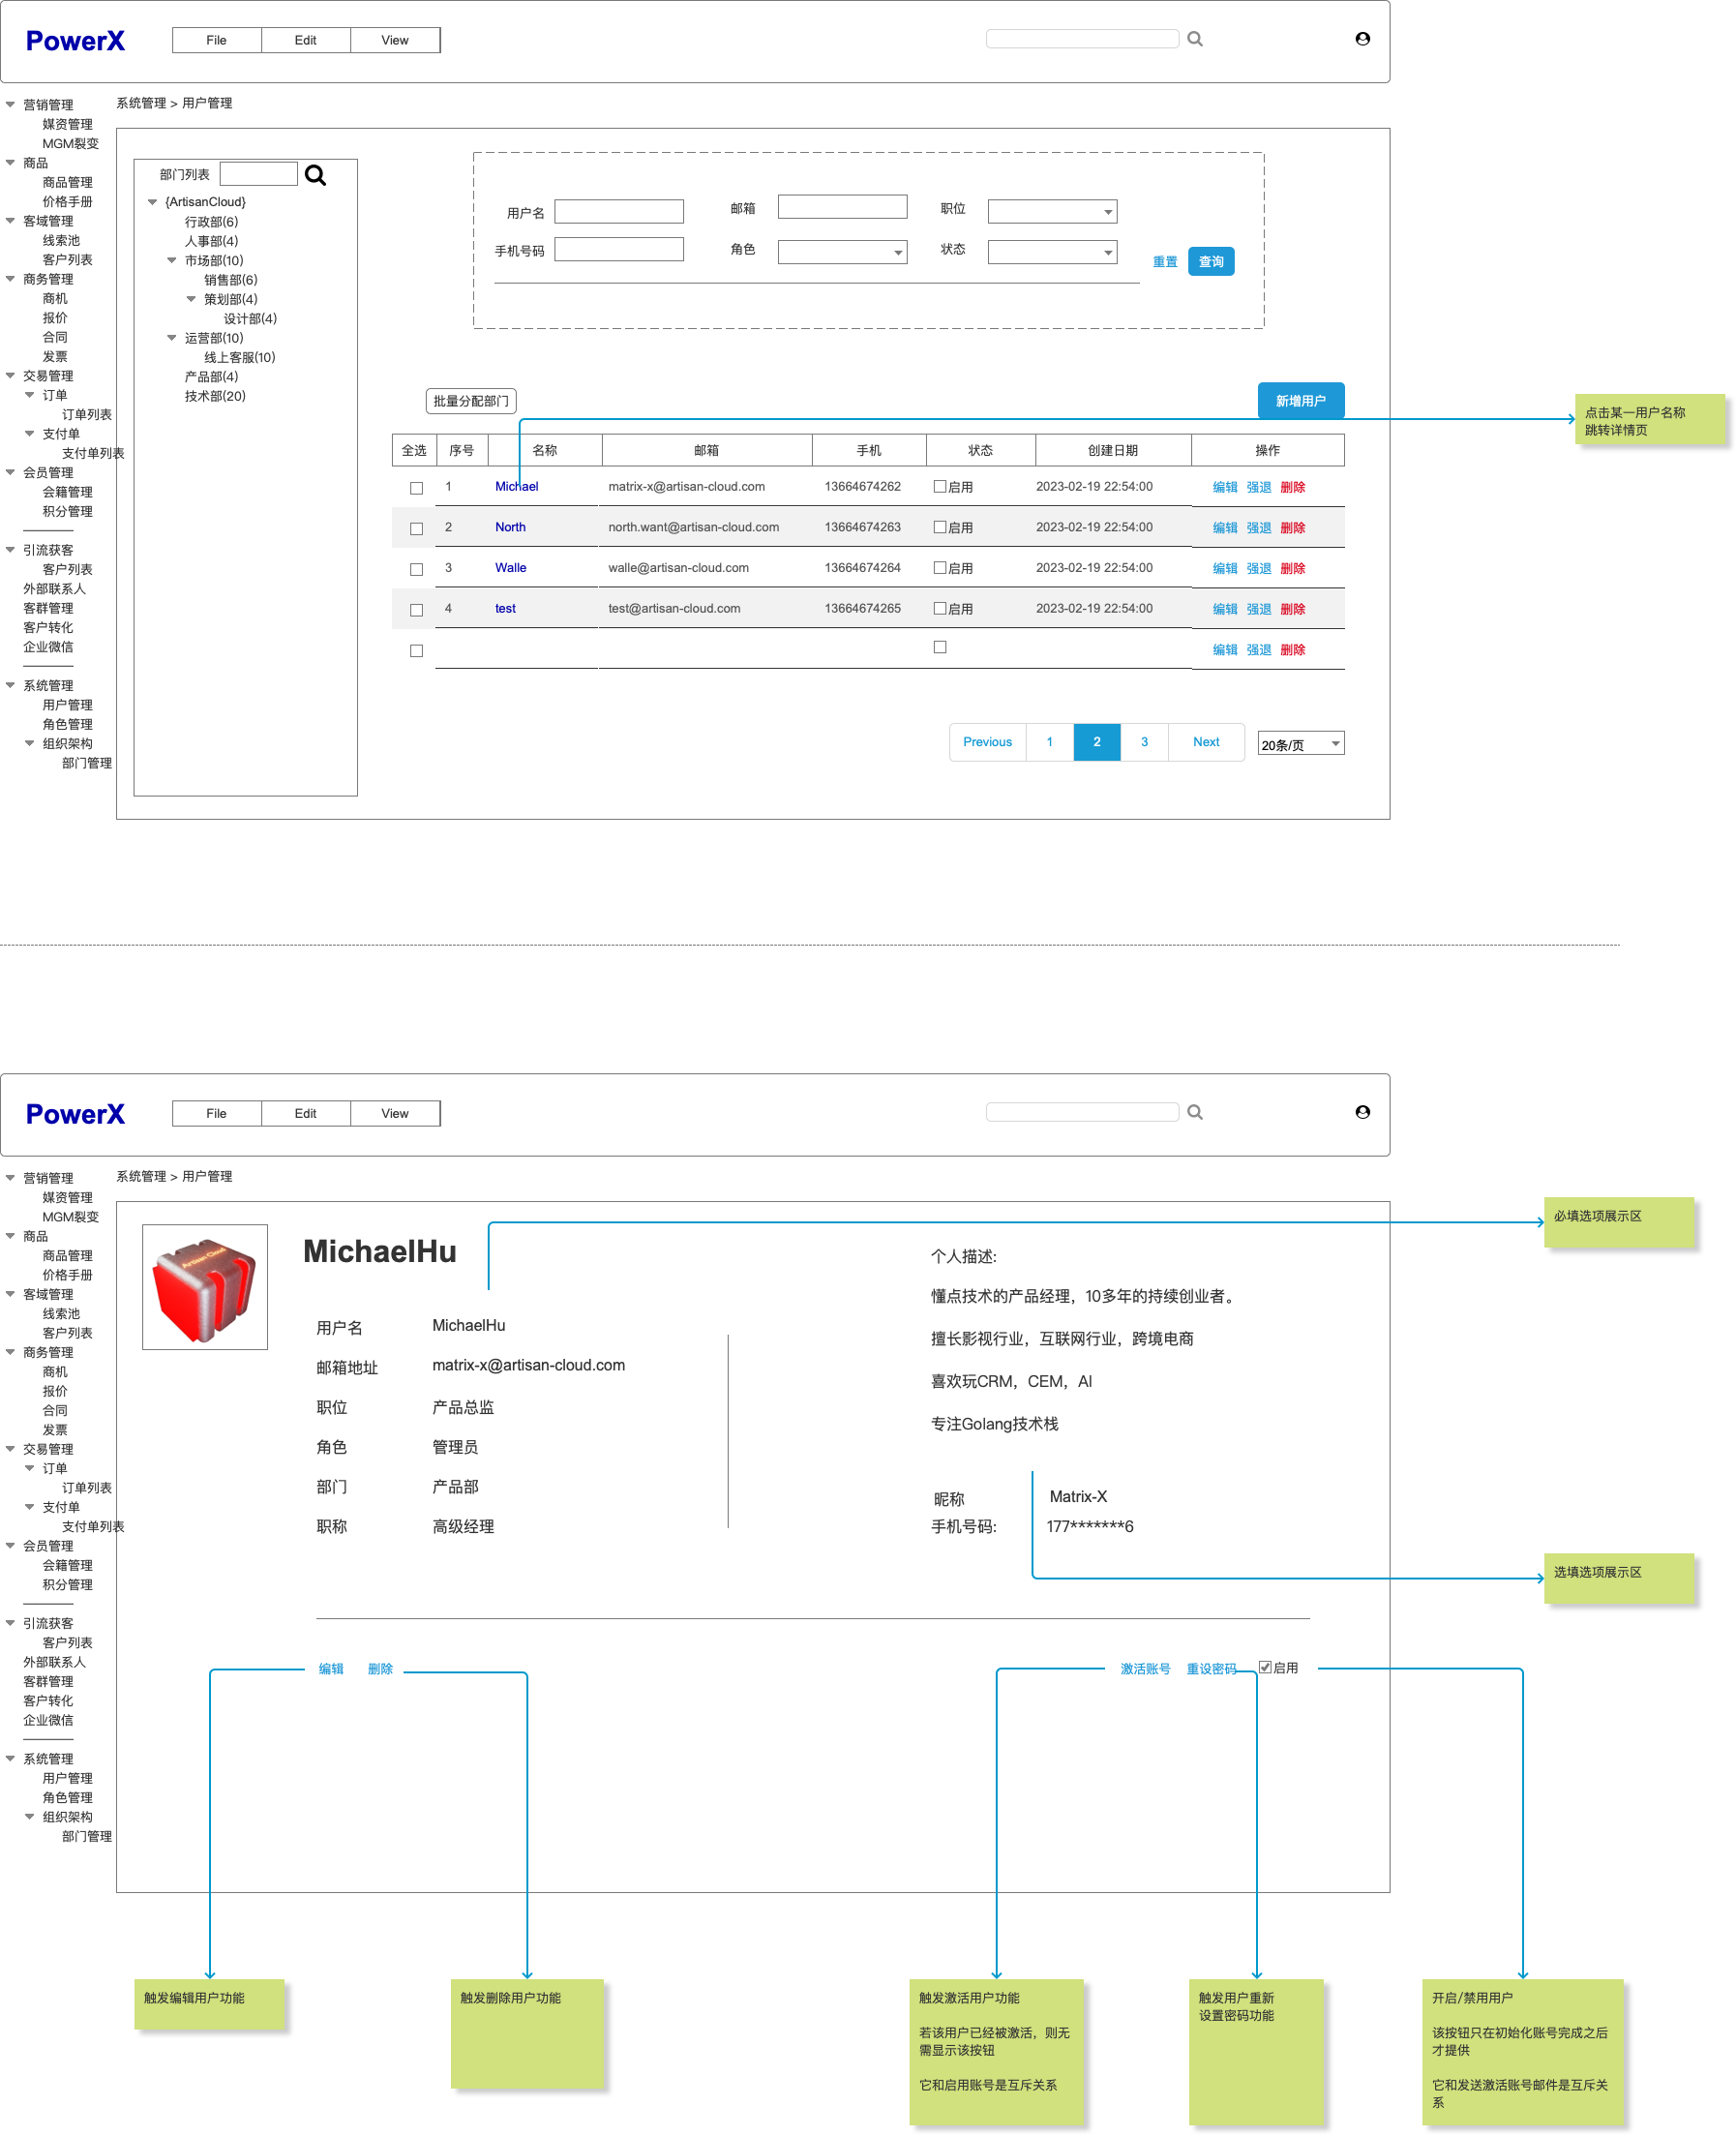 PowerX
File Edit View
系统管理 > 用户管理
营销管理
媒资管理
MGM裂变
商品
商品管理
价格手册
客域管理
线索池
客户列表
商务管理
商机
报价
合同
发票
交易管理
订单
订单列表
支付单
支付单列表
会员管理
会籍管理
积分管理
引流获客
客户列表
外部联系人
客群管理
客户转化
企业微信
系统管理
用户管理
角色管理
组织架构
部门管理
部门列表
{ArtisanCloud}
行政部(6)
人事部(4)
市场部(10)
销售部(6)
策划部(4)
设计部(4)
运营部(10)
线上客服(10)
产品部(4)
技术部(20)
用户名 邮箱 职位
手机号码 角色 状态
重置 查询
批量分配部门 新增用户
点击某一用户名称
跳转详情页
全选 序号 名称 邮箱 手机 状态 创建日期 操作
1 Michael matrix-x@artisan-cloud.com 13664674262 启用 2023-02-19 22:54:00 编辑 强退 删除
2 North north.want@artisan-cloud.com 13664674263 启用 2023-02-19 22:54:00 编辑 强退 删除
3 Walle walle@artisan-cloud.com 13664674264 启用 2023-02-19 22:54:00 编辑 强退 删除
4 test test@artisan-cloud.com 13664674265 启用 2023-02-19 22:54:00 编辑 强退 删除
编辑 强退 删除
Previous 1 2 3 Next 20条/页
PowerX
File Edit View
系统管理 > 用户管理
营销管理
媒资管理
MGM裂变
商品
商品管理
价格手册
客域管理
线索池
客户列表
商务管理
商机
报价
合同
发票
交易管理
订单
订单列表
支付单
支付单列表
会员管理
会籍管理
积分管理
引流获客
客户列表
外部联系人
客群管理
客户转化
企业微信
系统管理
用户管理
角色管理
组织架构
部门管理
Artisan Cloud
MichaelHu
用户名 MichaelHu
邮箱地址 matrix-x@artisan-cloud.com
职位 产品总监
角色 管理员
部门 产品部
职称 高级经理
个人描述:
懂点技术的产品经理，10多年的持续创业者。
擅长影视行业，互联网行业，跨境电商
喜欢玩CRM，CEM，AI
专注Golang技术栈
昵称 Matrix-X
手机号码: 177*******6
必填选项展示区
选填选项展示区
编辑 删除 激活账号 重设密码 启用
触发编辑用户功能
触发删除用户功能
触发激活用户功能
若该用户已经被激活，则无
需显示该按钮
它和启用账号是互斥关系
触发用户重新
设置密码功能
开启/禁用用户
该按钮只在初始化账号完成之后
才提供
它和发送激活账号邮件是互斥关
系